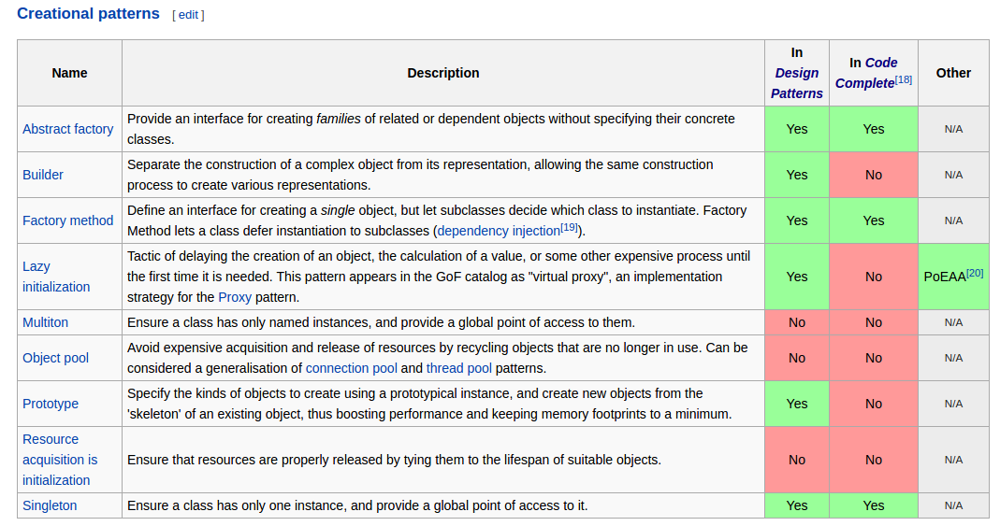 Creational patterns [ edit ]
Name Description In Design Patterns In Code Complete[18] Other
Abstract factory
Provide an interface for creating families of related or dependent objects without specifying their concrete
classes.
Yes Yes N/A
Builder
Separate the construction of a complex object from its representation, allowing the same construction
process to create various representations.
Yes No N/A
Factory method
Define an interface for creating a single object, but let subclasses decide which class to instantiate. Factory
Method lets a class defer instantiation to subclasses (dependency injection[19]).
Yes Yes N/A
Lazy
initialization
Tactic of delaying the creation of an object, the calculation of a value, or some other expensive process until
the first time it is needed. This pattern appears in the GoF catalog as "virtual proxy", an implementation
strategy for the Proxy pattern.
Yes No PoEAA[20]
Multiton
Ensure a class has only named instances, and provide a global point of access to them.
No No N/A
Object pool
Avoid expensive acquisition and release of resources by recycling objects that are no longer in use. Can be
considered a generalisation of connection pool and thread pool patterns.
No No N/A
Prototype
Specify the kinds of objects to create using a prototypical instance, and create new objects from the
'skeleton' of an existing object, thus boosting performance and keeping memory footprints to a minimum.
Yes No N/A
Resource
acquisition is
initialization
Ensure that resources are properly released by tying them to the lifespan of suitable objects.
No No N/A
Singleton
Ensure a class has only one instance, and provide a global point of access to it.
Yes Yes N/A